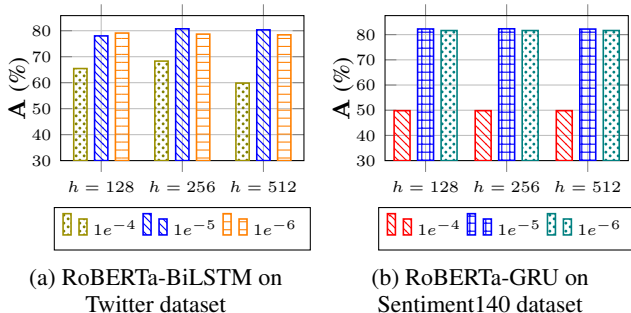 80
70
60
50
40
30
A (%)
h = 128 h = 256 h = 512
1e−4 1e−5 1e−6
(a) RoBERTa-BiLSTM on
Twitter dataset
80
70
60
50
40
30
A (%)
h = 128 h = 256 h = 512
1e−4 1e−5 1e−6
(b) RoBERTa-GRU on
Sentiment140 dataset